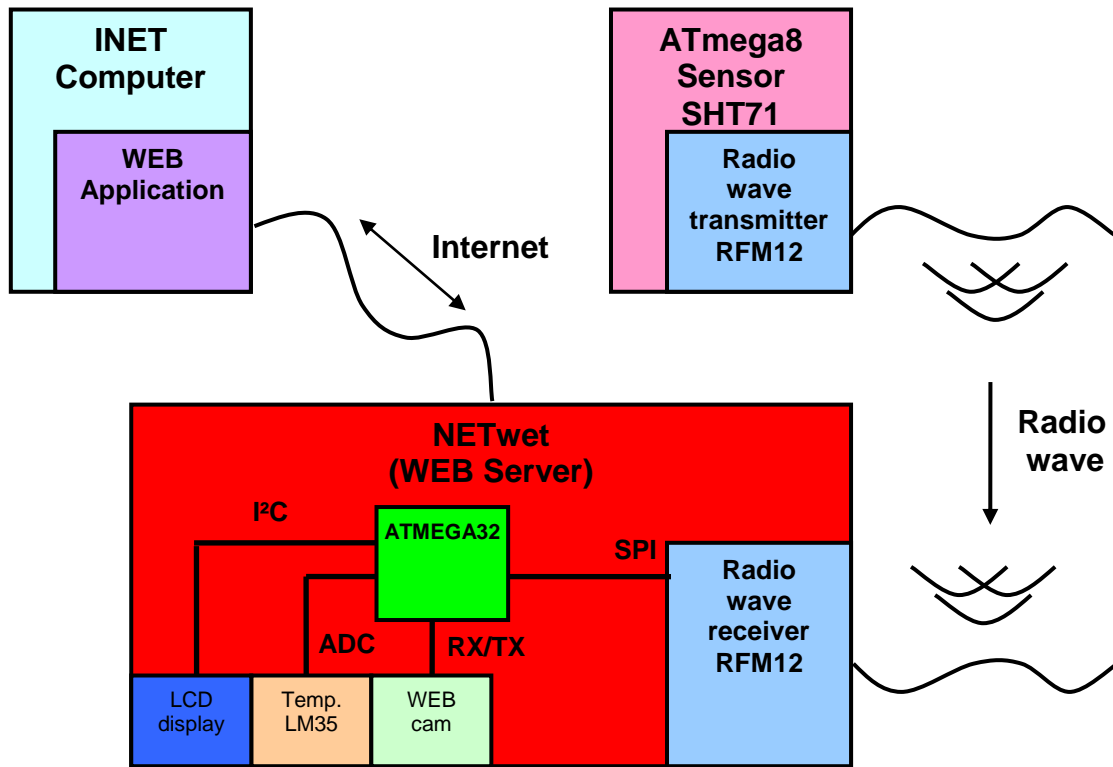 INET
Computer
WEB
Application
ATmega8
Sensor
SHT71
Radio
wave
transmitter
RFM12
Internet
Radio
wave
NETwet
(WEB Server)
I²C
ATMEGA32
SPI
ADC
RX/TX
Radio
wave
receiver
RFM12
LCD
display
Temp.
LM35
WEB
cam